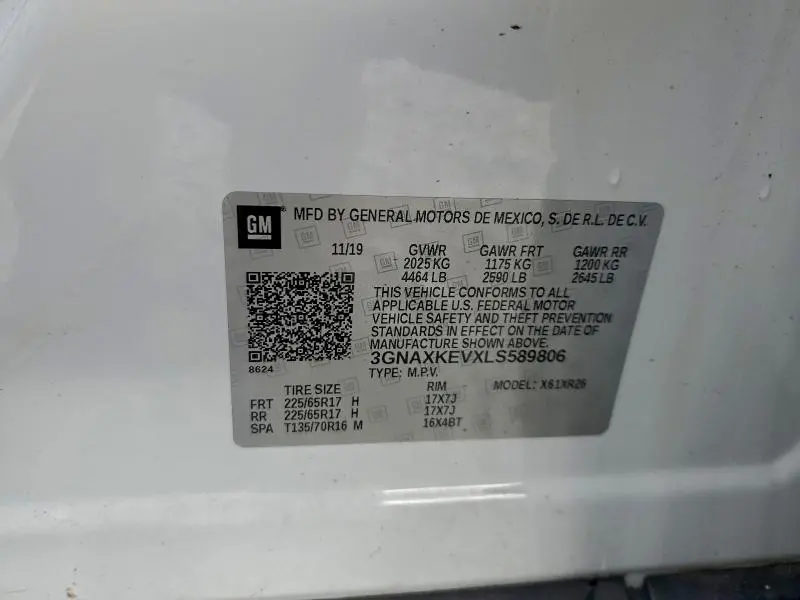 GM ® MFD BY GENERAL MOTORS DE MEXICO, S. DE R.L. DE C.V.
11/19 GVWR GAWR FRT GAWR RR
2025 KG 1175 KG 1200 KG
4464 LB 2590 LB 2645 LB
THIS VEHICLE CONFORMS TO ALL
APPLICABLE U.S. FEDERAL MOTOR
VEHICLE SAFETY AND THEFT PREVENTION
STANDARDS IN EFFECT ON THE DATE OF
MANUFACTURE SHOWN ABOVE.
8624 3GNAXKEVXLS589806
TYPE: M.P.V.
TIRE SIZE RIM MODEL: X61XR26
FRT 225/65R17 H 17X7J
RR 225/65R17 H 17X7J
SPA T135/70R16 M 16X4BT